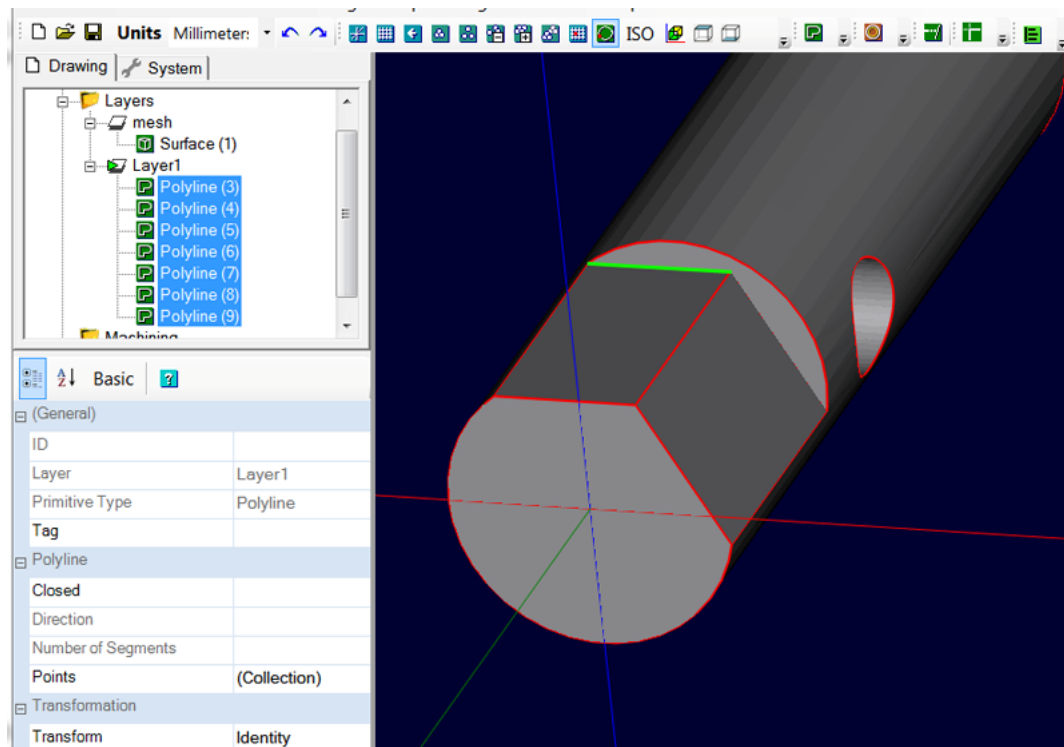 Units Millimeter: ISO
Drawing System
Layers
mesh
Surface (1)
Layer1
Polyline (3)
Polyline (4)
Polyline (5)
Polyline (6)
Polyline (7)
Polyline (8)
Polyline (9)
Machining
A Z Basic ?
(General)
ID
Layer Layer1
Primitive Type Polyline
Tag
Polyline
Closed
Direction
Number of Segments
Points (Collection)
Transformation
Transform Identity